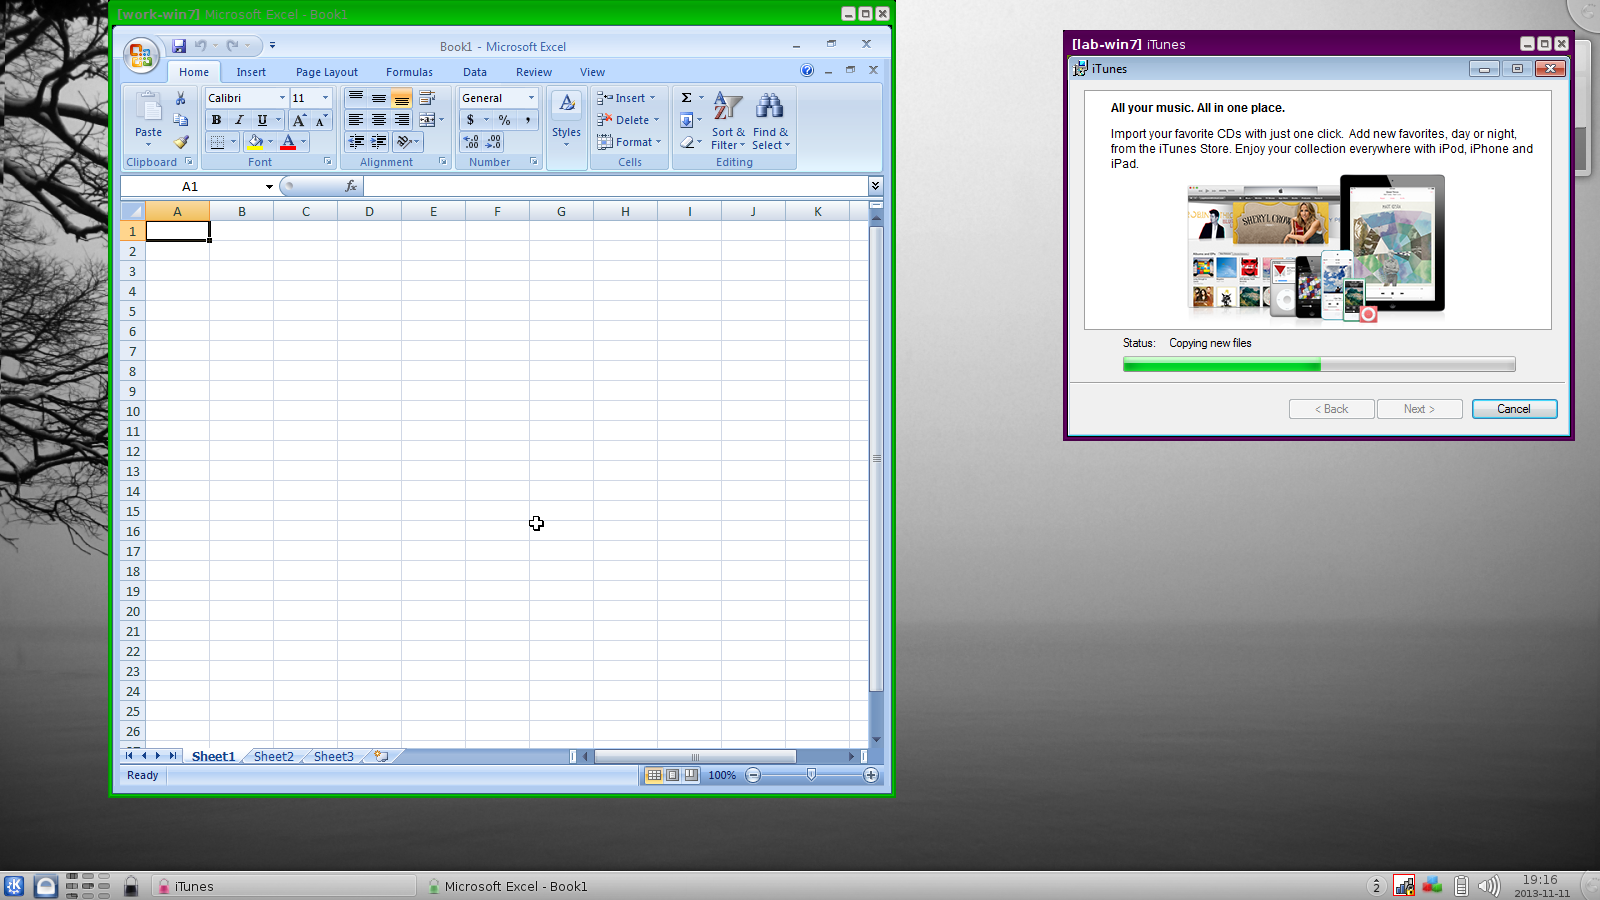 [work-win7] Microsoft Excel - Book1
Book1 - Microsoft Excel
Home Insert Page Layout Formulas Data Review View
Calibri 11 General Insert
Delete
Format
B I U A A $ % ,
Paste Styles Sort & Filter Find & Select
Clipboard Font Alignment Number Cells Editing
A1 fx
A B C D E F G H I J K
1
2
3
4
5
6
7
8
9
10
11
12
13
14
15
16
17
18
19
20
21
22
23
24
25
26
Sheet1 Sheet2 Sheet3
Ready 100%
[lab-win7] iTunes
iTunes
All your music. All in one place.
Import your favorite CDs with just one click. Add new favorites, day or night,
from the iTunes Store. Enjoy your collection everywhere with iPod, iPhone and
iPad.
SHERYL CROW
Status: Copying new files
< Back Next > Cancel
iTunes Microsoft Excel - Book1 2 19:16
2013-11-11